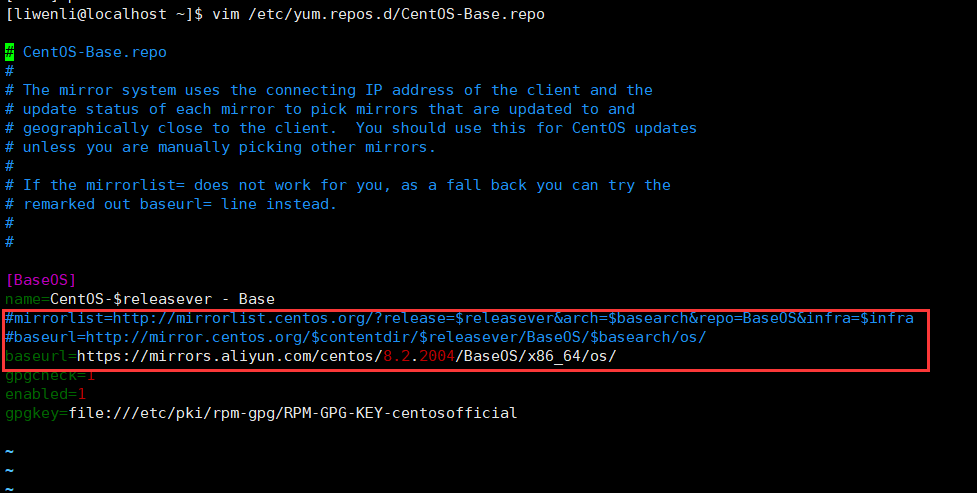 [liwenli@localhost ~]$ vim /etc/yum.repos.d/CentOS-Base.repo
# CentOS-Base.repo
#
# The mirror system uses the connecting IP address of the client and the
# update status of each mirror to pick mirrors that are updated to and
# geographically close to the client.  You should use this for CentOS updates
# unless you are manually picking other mirrors.
#
# If the mirrorlist= does not work for you, as a fall back you can try the
# remarked out baseurl= line instead.
#
#
[BaseOS]
name=CentOS-$releasever - Base
#mirrorlist=http://mirrorlist.centos.org/?release=$releasever&arch=$basearch&repo=BaseOS&infra=$infra
#baseurl=http://mirror.centos.org/$contentdir/$releasever/BaseOS/$basearch/os/
baseurl=https://mirrors.aliyun.com/centos/8.2.2004/BaseOS/x86_64/os/
gpgcheck=1
enabled=1
gpgkey=file:///etc/pki/rpm-gpg/RPM-GPG-KEY-centosofficial
~
~
~